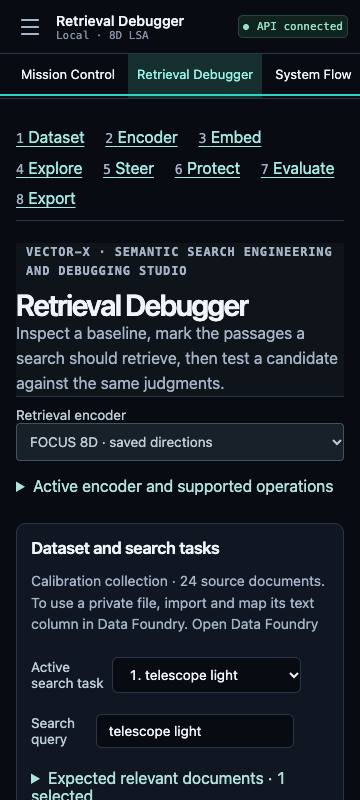 Retrieval Debugger
Local · 8D LSA
API connected
Mission Control
Retrieval Debugger
System Flow
1 Dataset 2 Encoder 3 Embed
4 Explore 5 Steer 6 Protect 7 Evaluate
8 Export
VECTOR-X · SEMANTIC SEARCH ENGINEERING
AND DEBUGGING STUDIO
Retrieval Debugger
Inspect a baseline, mark the passages a
search should retrieve, then test a candidate
against the same judgments.
Retrieval encoder
FOCUS 8D · saved directions
Active encoder and supported operations
Dataset and search tasks
Calibration collection · 24 source documents.
To use a private file, import and map its text
column in Data Foundry. Open Data Foundry
Active
search task
1. telescope light
Search
query
telescope light
Expected relevant documents · 1
selected